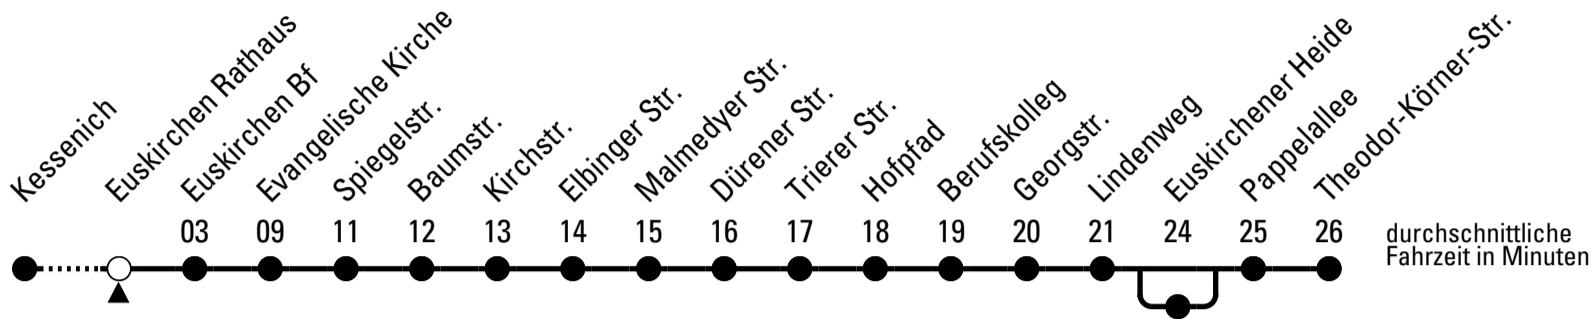 Kessenich
Euskirchen Rathaus
Euskirchen Bf
Evangelische Kirche
Spiegelstr.
Baumstr.
Kirchstr.
Elbinger Str.
Malmedyer Str.
Dürener Str.
Trierer Str.
Hofpfad
Berufskolleg
Georgstr.
Lindenweg
Euskirchener Heide
Pappelallee
Theodor-Körner-Str.
03 09 11 12 13 14 15 16 17 18 19 20 21 24 25 26
durchschnittliche
Fahrzeit in Minuten